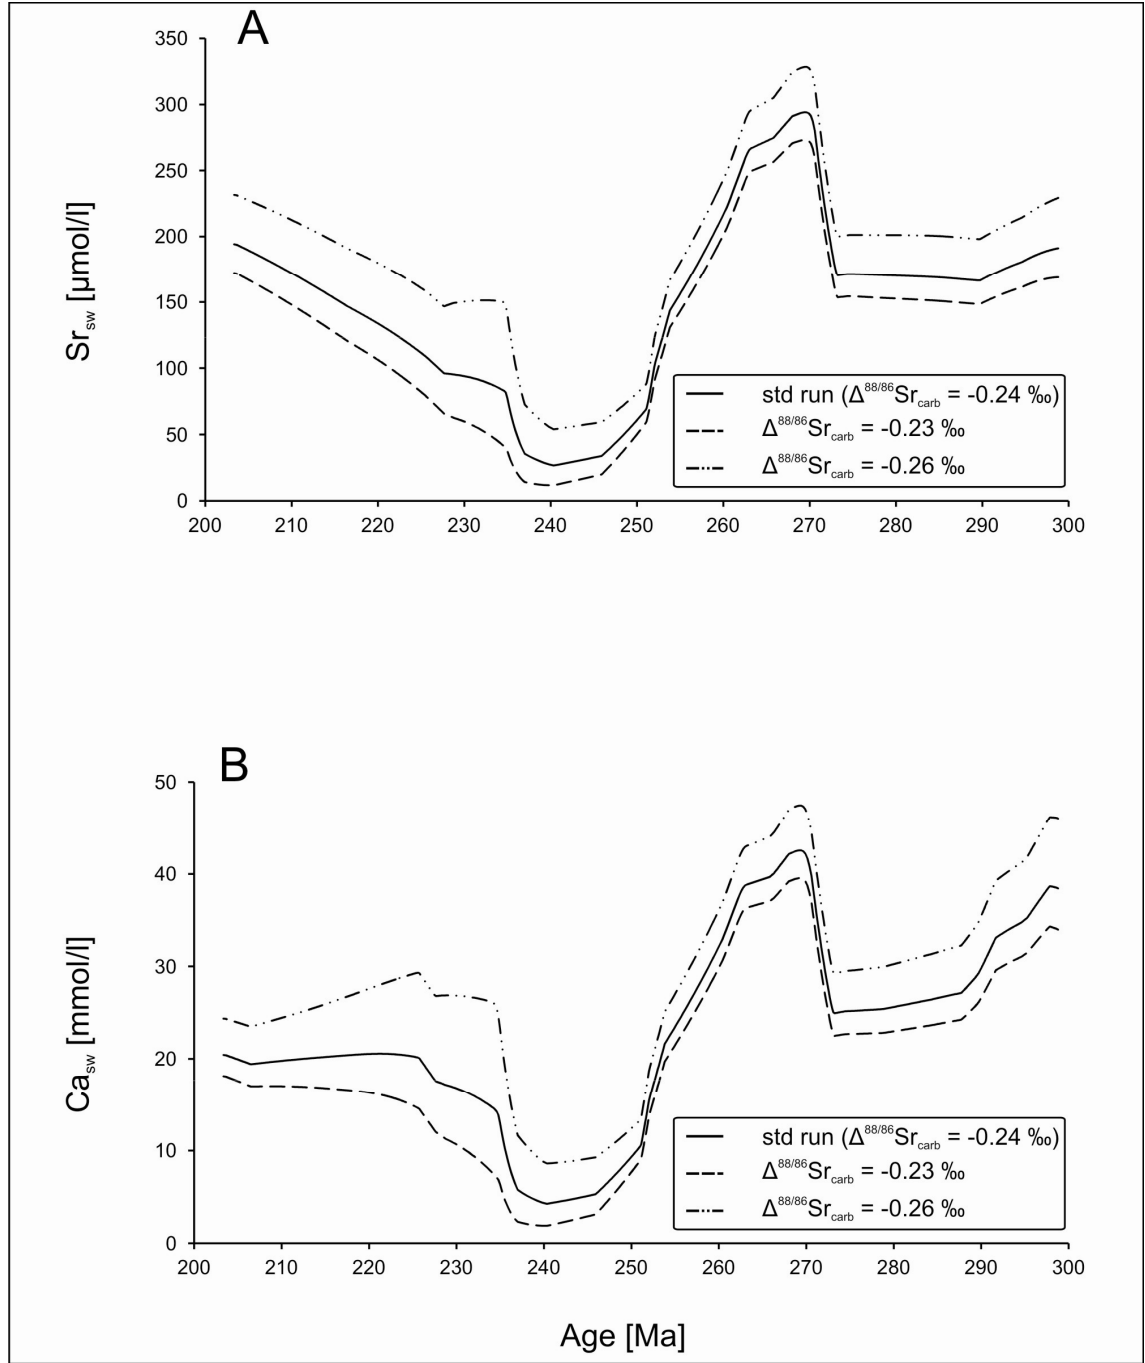 A
350
300
250
200
150
100
50
0
Sr_sw [µmol/l]
std run (Δ^88/86Sr_carb = -0.24 ‰)
Δ^88/86Sr_carb = -0.23 ‰
Δ^88/86Sr_carb = -0.26 ‰
200 210 220 230 240 250 260 270 280 290 300
B
50
40
30
20
10
0
Ca_sw [mmol/l]
std run (Δ^88/86Sr_carb = -0.24 ‰)
Δ^88/86Sr_carb = -0.23 ‰
Δ^88/86Sr_carb = -0.26 ‰
200 210 220 230 240 250 260 270 280 290 300
Age [Ma]